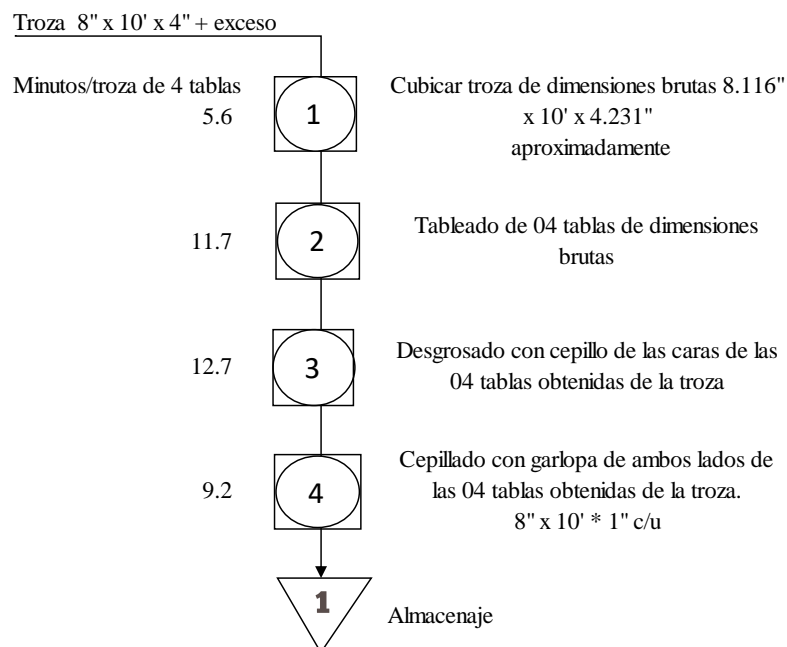 Troza 8" x 10' x 4" + exceso
Minutos/troza de 4 tablas
5.6
1
Cubicar troza de dimensiones brutas 8.116"
x 10' x 4.231"
aproximadamente
11.7
2
Tableado de 04 tablas de dimensiones
brutas
12.7
3
Desgrosado con cepillo de las caras de las
04 tablas obtenidas de la troza
9.2
4
Cepillado con garlopa de ambos lados de
las 04 tablas obtenidas de la troza.
8" x 10' * 1" c/u
1
Almacenaje